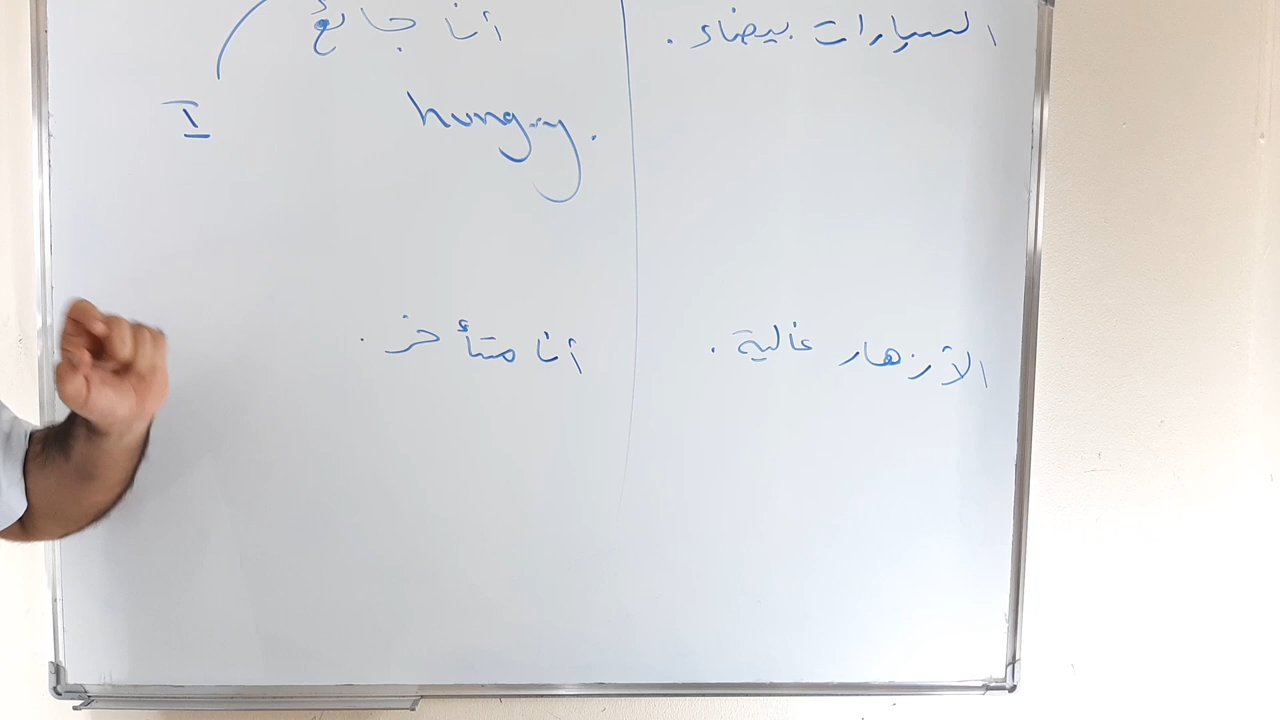 السيارات بيضاء .
الأزهار غالية .
أنا جائع
I hungry.
أنا متأخر .